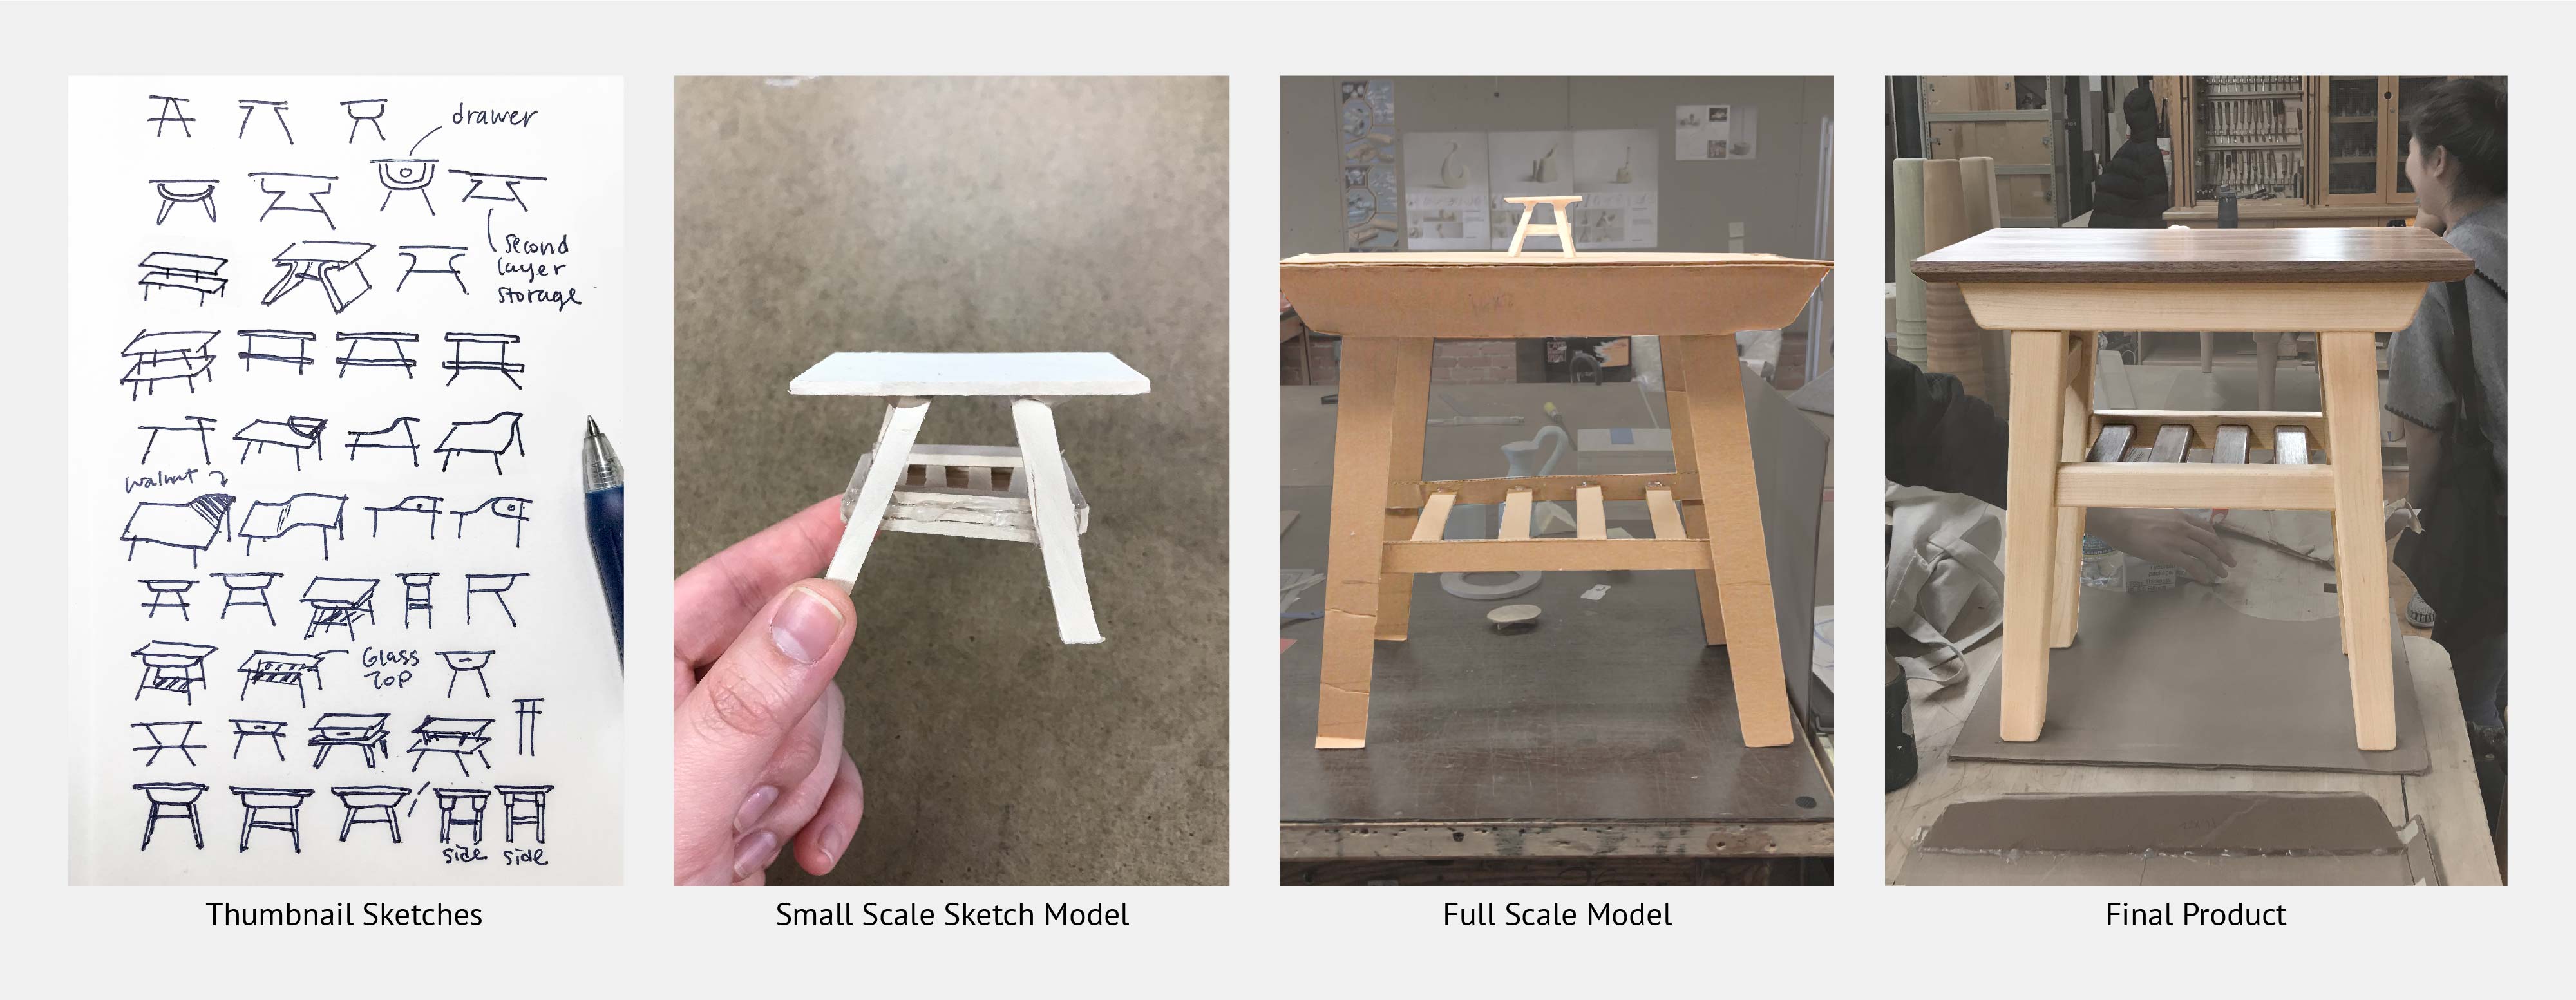 drawer
second
layer
storage
walnut
Glass
Top
side side
Thumbnail Sketches
Small Scale Sketch Model
Full Scale Model
Final Product